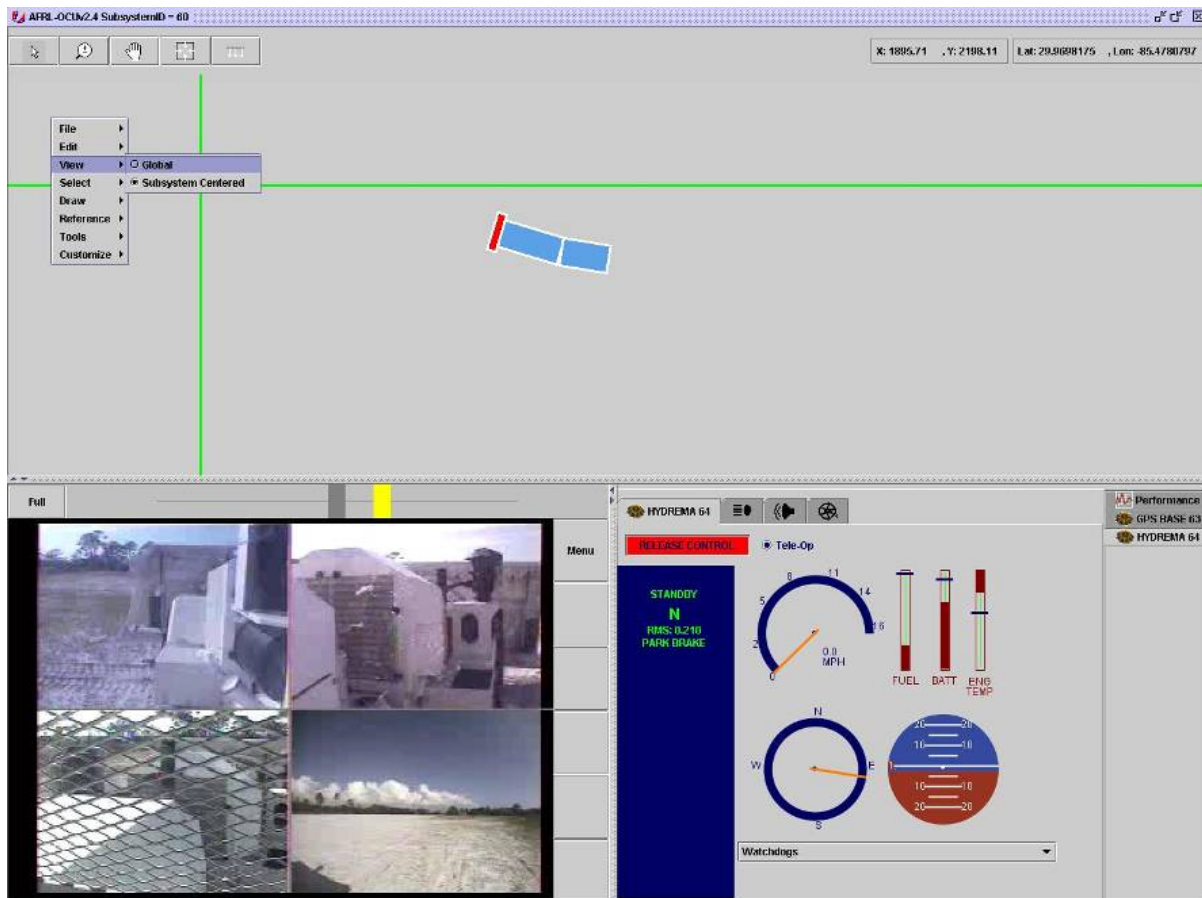 AFRL-OCUv2.4 SubsystemID = 60
X: 1895.71 , Y: 2198.11 Lat: 29.9698175 , Lon: -85.4780797
File
Edit
View
Global
Select
Subsystem Centered
Draw
Reference
Tools
Customize
Full
Menu
HYDREMA 64
Performance
GPS BASE 63
HYDREMA 64
RELEASE CONTROL Tele-Op
STANDBY
N
RMS: 0.210
PARK BRAKE
0 2 5 8 11 14 16
0.0
MPH
FUEL BATT ENG
TEMP
N
W E
S
20 20
10 10
10 10
20 20
Watchdogs